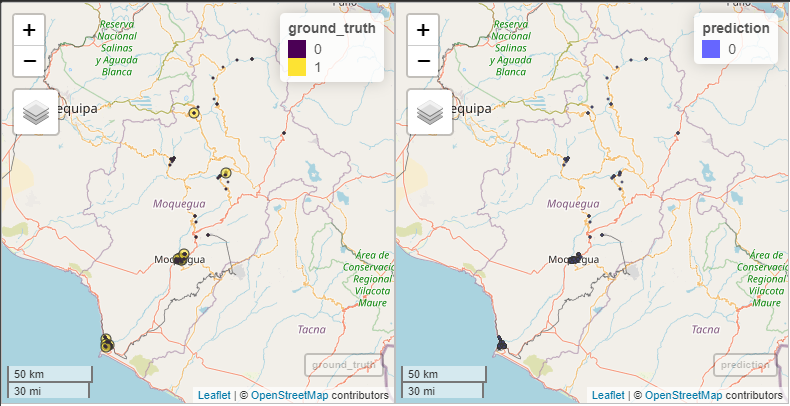 +
−
Reserva
Nacional
Salinas
y Aguada
Blanca
ground_truth
0
1
equipa
Moquegua
Moquegua
Área de
Conservació
Regional
Vilacota
Maure
Tacna
ground_truth
50 km
30 mi
Leaflet | © OpenStreetMap contributors
+
−
Reserva
Nacional
Salinas
y Aguada
Blanca
prediction
0
equipa
Moquegua
Moquegua
Área de
Conservació
Regional
Vilacota
Maure
Tacna
prediction
50 km
30 mi
Leaflet | © OpenStreetMap contributors